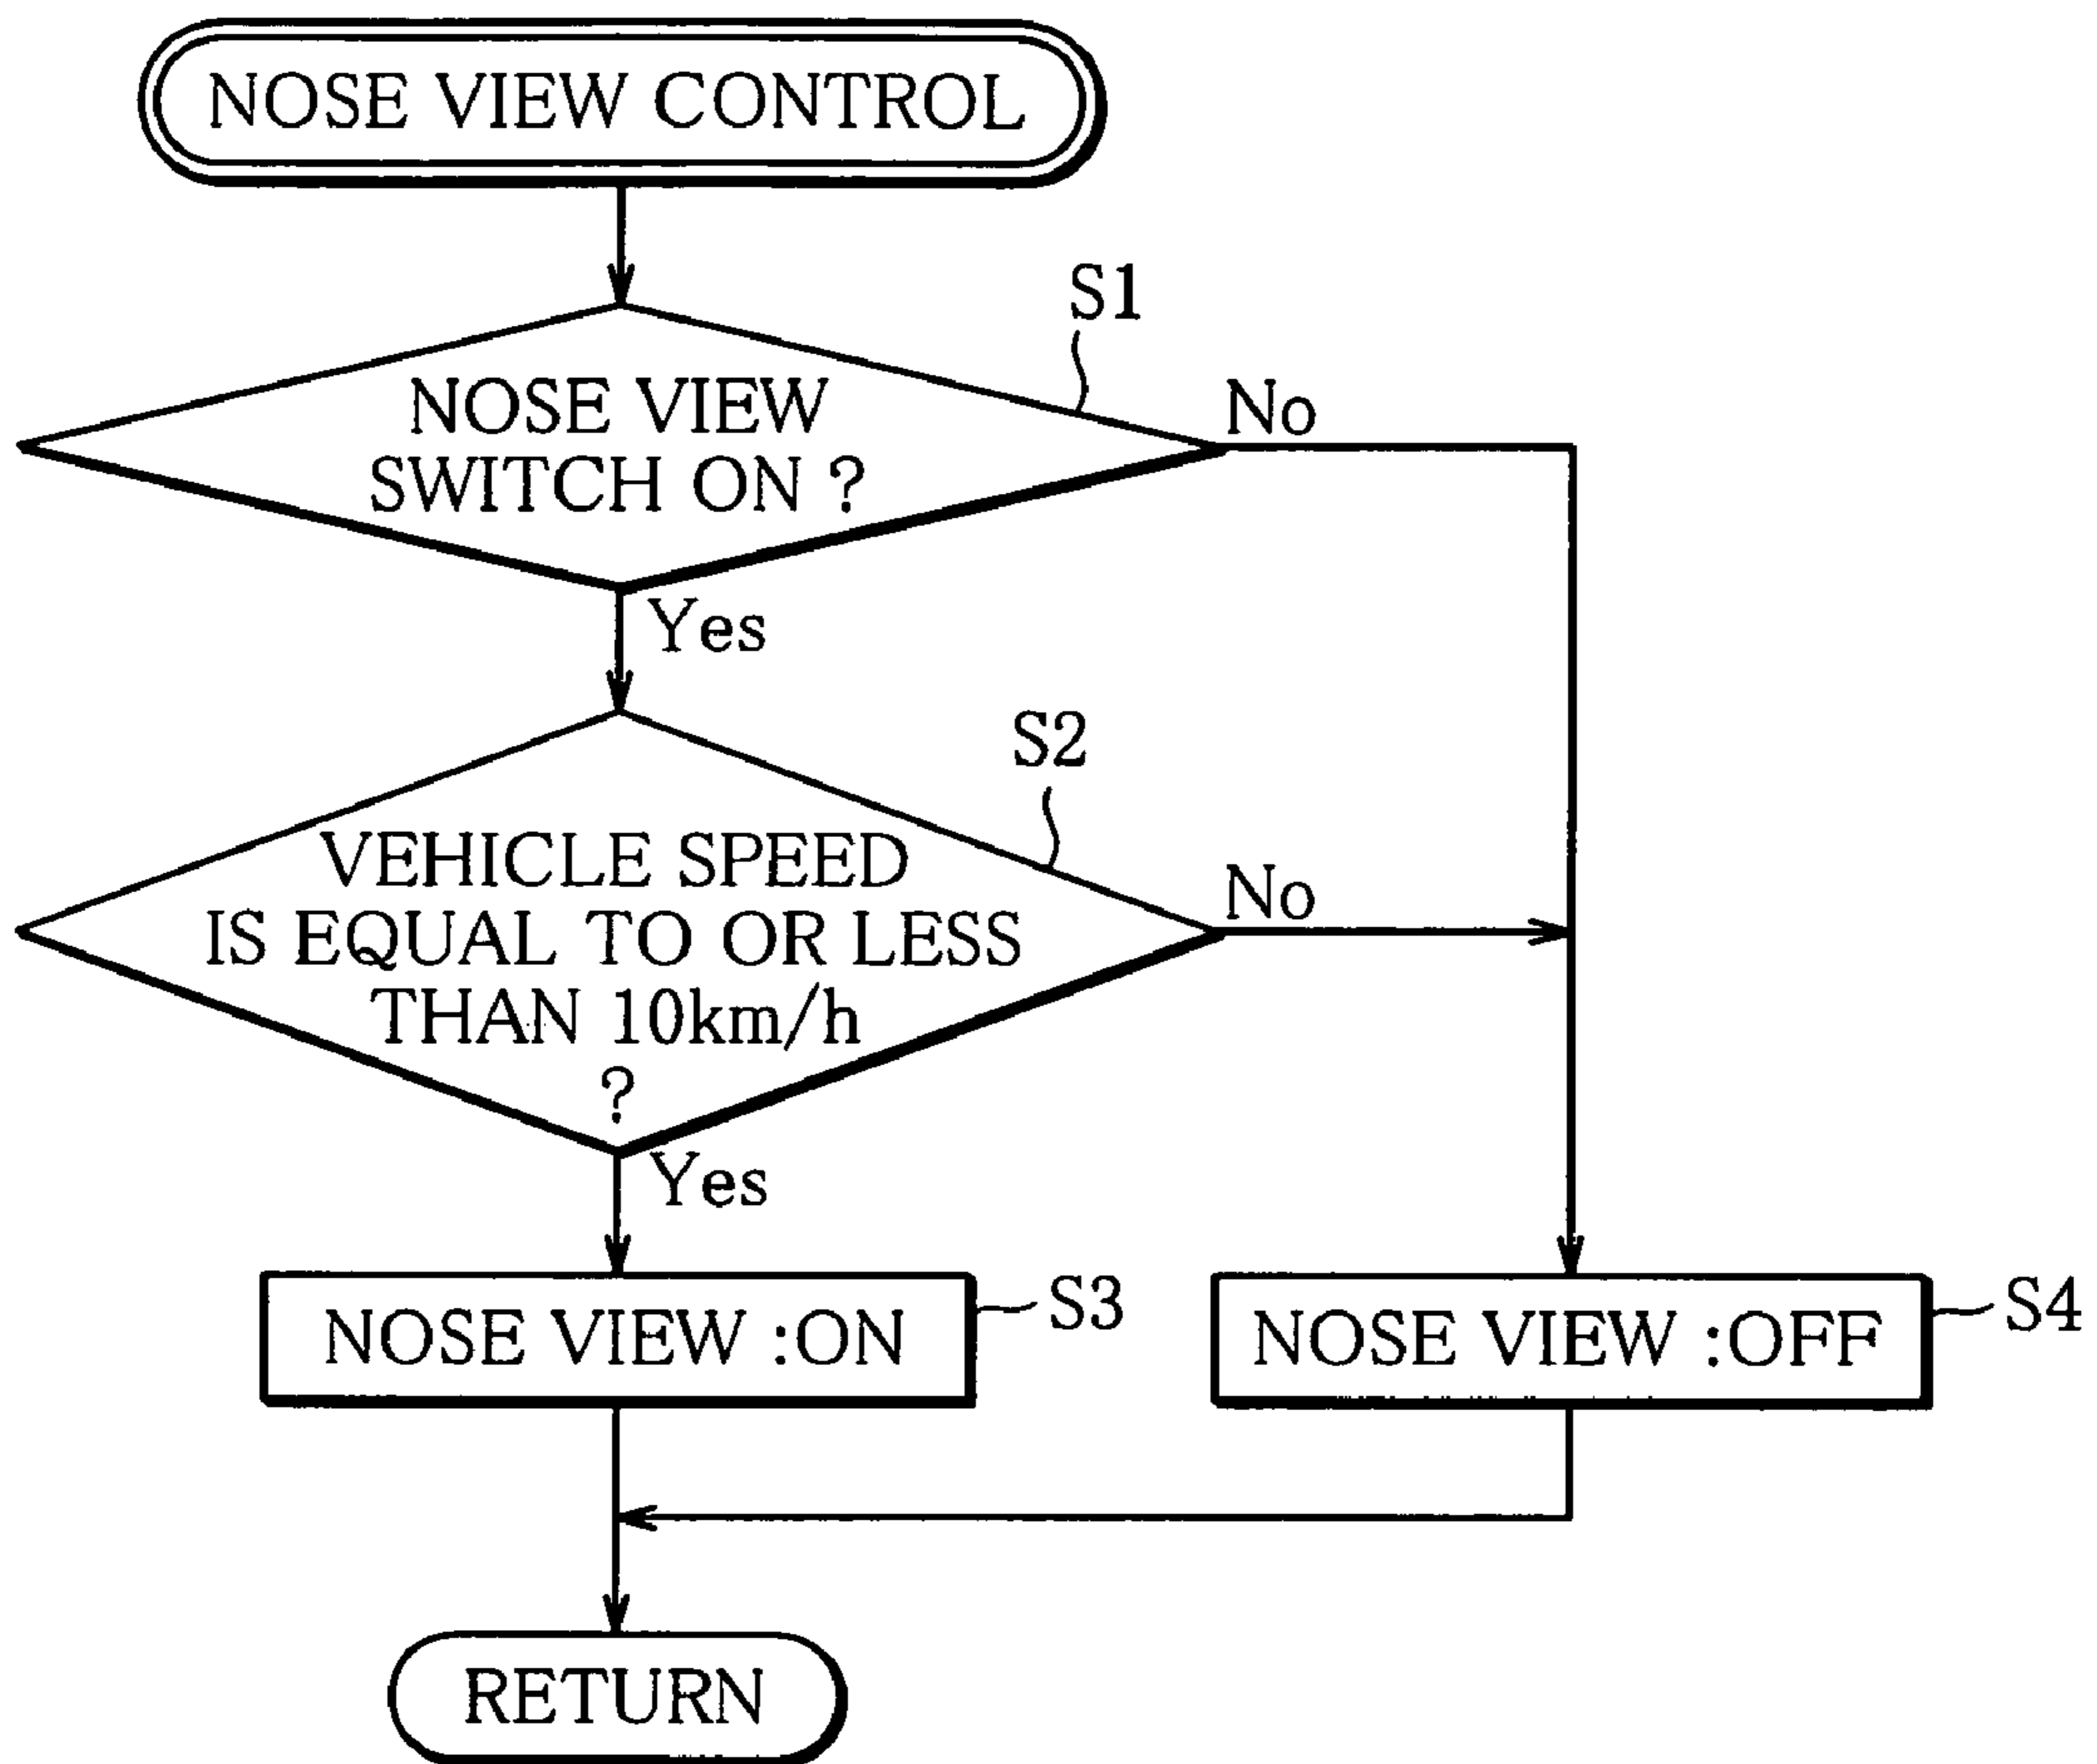 NOSE VIEW CONTROL
S1
NOSE VIEW
SWITCH ON ?
No
Yes
S2
VEHICLE SPEED
IS EQUAL TO OR LESS
THAN 10km/h
?
No
Yes
NOSE VIEW :ON
S3
NOSE VIEW :OFF
S4
RETURN